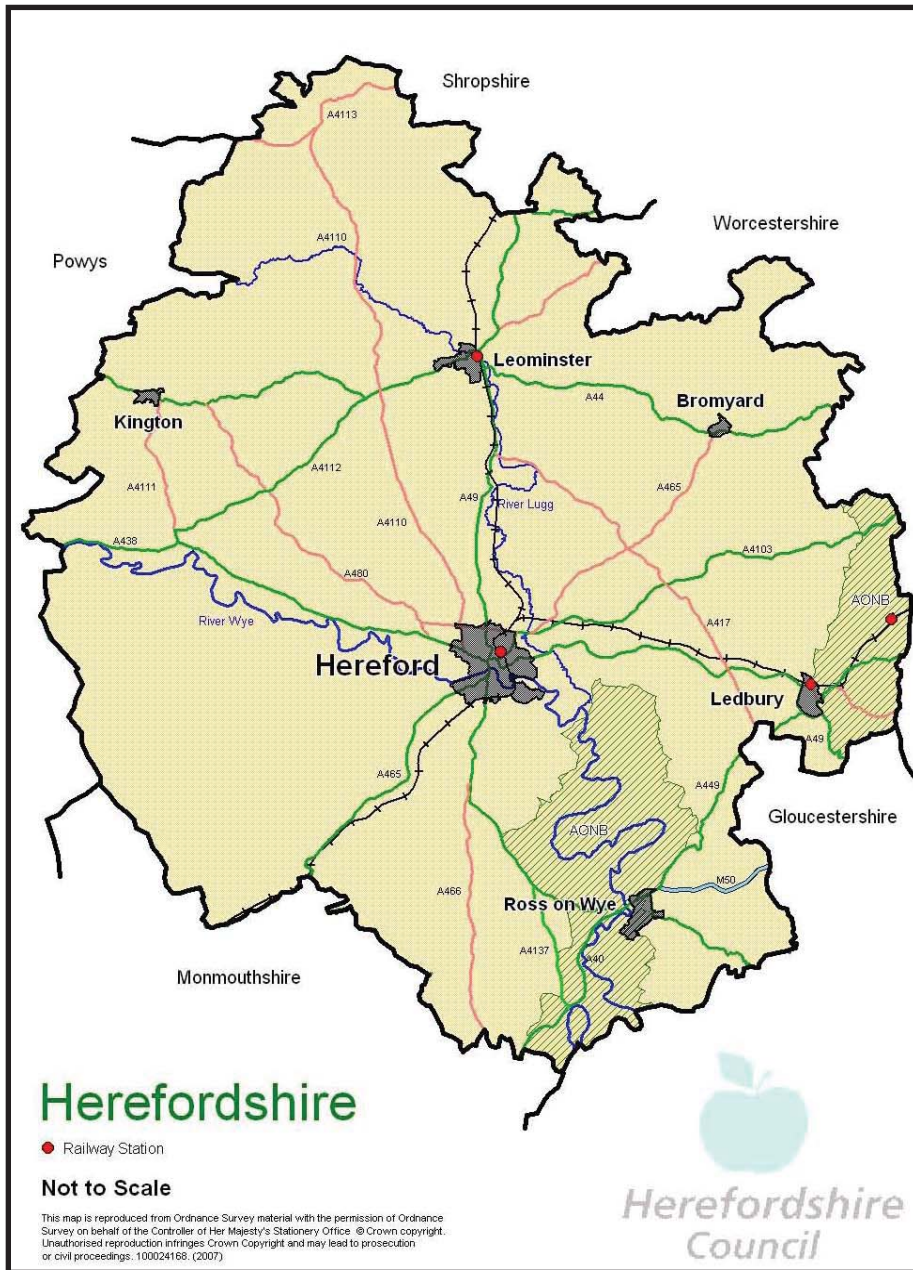 Shropshire
A4113
Worcestershire
A4110
Powys
Leominster
Kington
A44
Bromyard
A4112
A4111
A49
River Lugg
A465
A4110
A438
A4103
A480
AONB
River Wye
A417
Hereford
Ledbury
A49
A465
A449
Gloucestershire
AONB
M50
A466
Ross on Wye
A4137
A40
Monmouthshire
Herefordshire
Railway Station
Not to Scale
This map is reproduced from Ordnance Survey material with the permission of Ordnance
Survey on behalf of the Controller of Her Majesty's Stationery Office © Crown copyright.
Unauthorised reproduction infringes Crown Copyright and may lead to prosecution
or civil proceedings. 100024168. (2007)
Herefordshire
Council